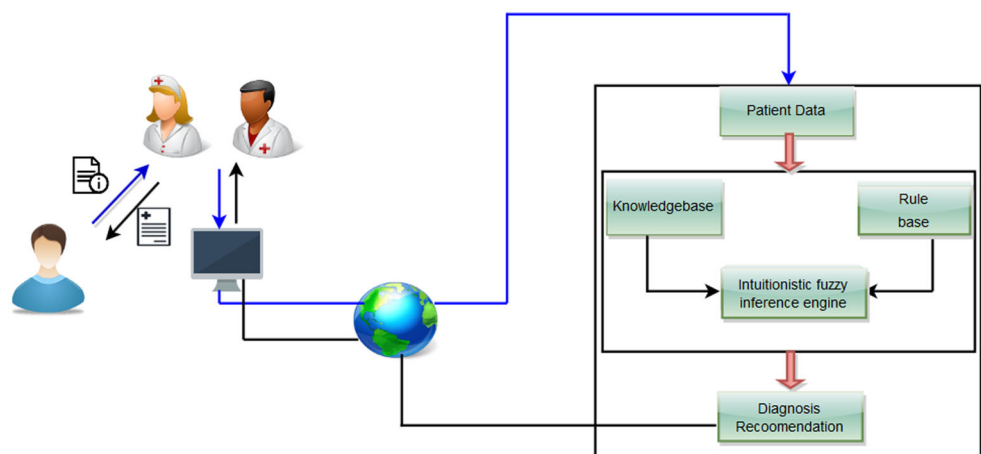 Patient Data
Knowledgebase
Rule
base
Intuitionistic fuzzy
inference engine
Diagnosis
Recoomendation